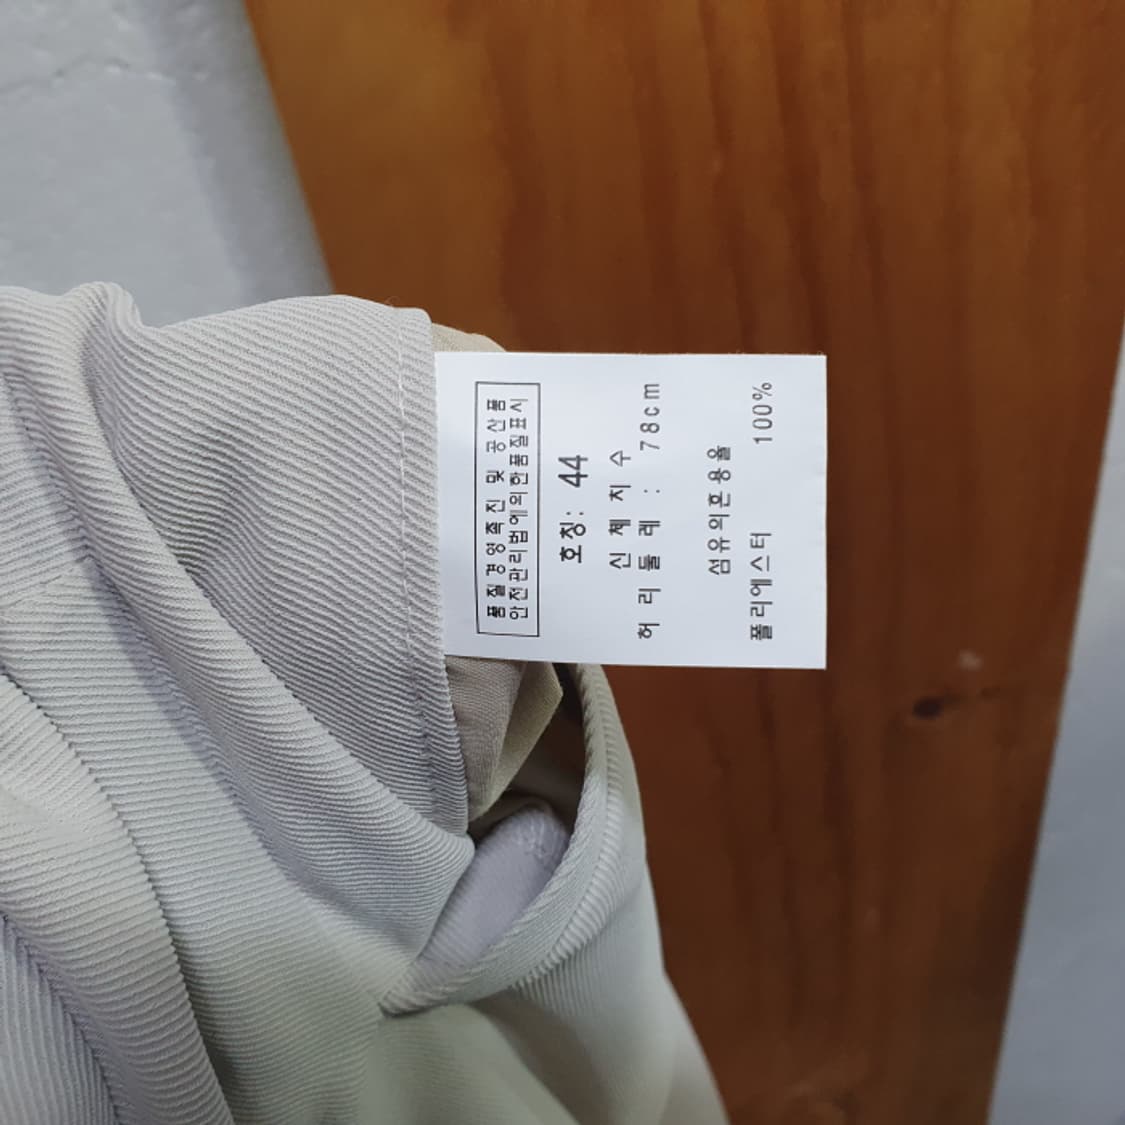 품질경영촉진 및 공산품
안전관리법에의한품질표시
호칭: 44
신체치수
허리둘레: 78cm
섬유의혼용율
폴리에스터 100%